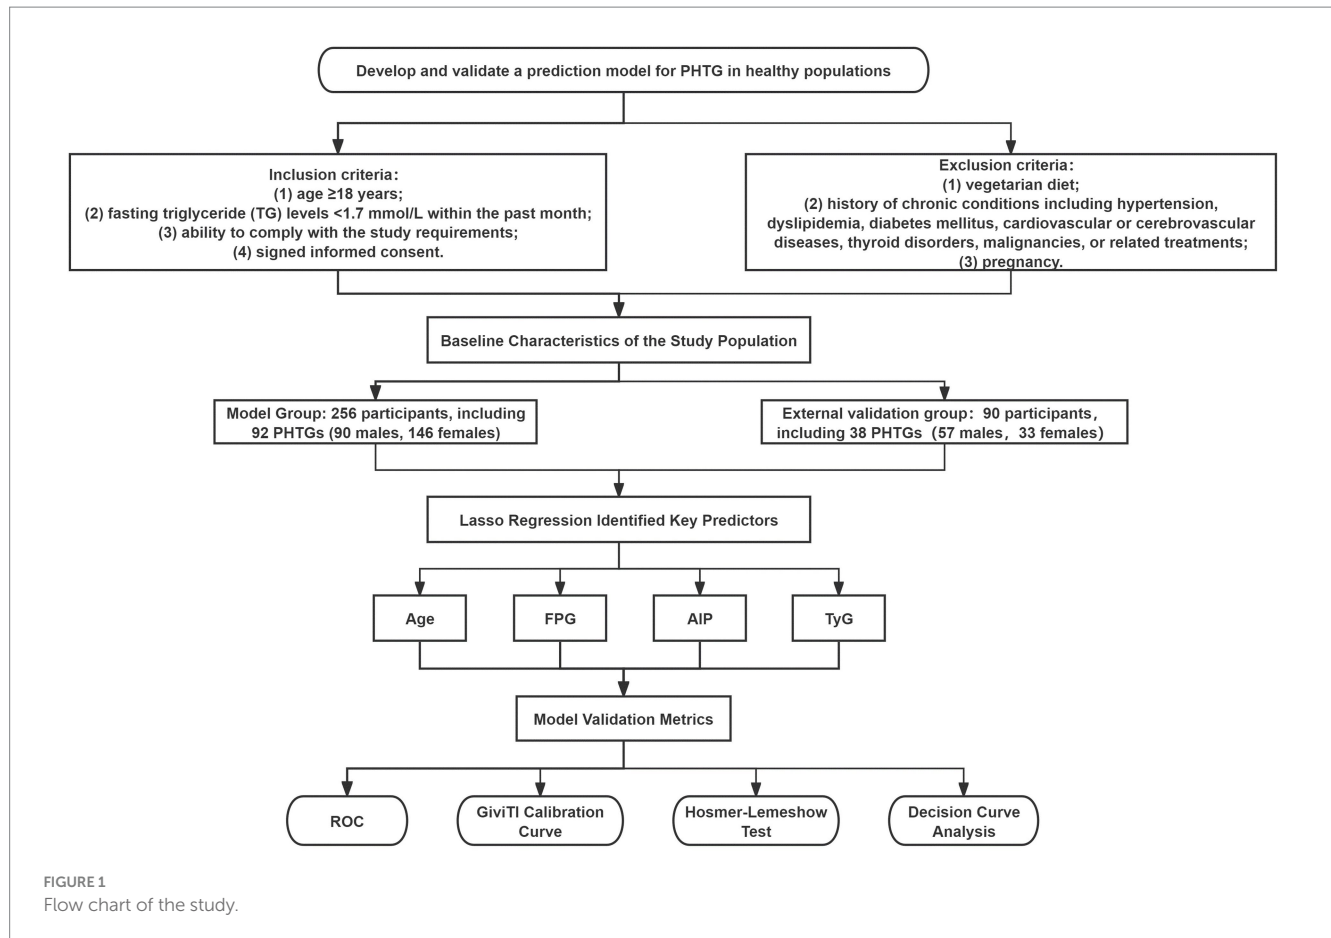 Develop and validate a prediction model for PHTG in healthy populations
Inclusion criteria:
(1) age ≥18 years;
(2) fasting triglyceride (TG) levels <1.7 mmol/L within the past month;
(3) ability to comply with the study requirements;
(4) signed informed consent.
Exclusion criteria:
(1) vegetarian diet;
(2) history of chronic conditions including hypertension,
dyslipidemia, diabetes mellitus, cardiovascular or cerebrovascular
diseases, thyroid disorders, malignancies, or related treatments;
(3) pregnancy.
Baseline Characteristics of the Study Population
Model Group: 256 participants, including
92 PHTGs (90 males, 146 females)
External validation group: 90 participants,
including 38 PHTGs (57 males, 33 females)
Lasso Regression Identified Key Predictors
Age
FPG
AIP
TyG
Model Validation Metrics
ROC
GiviTI Calibration
Curve
Hosmer-Lemeshow
Test
Decision Curve
Analysis
FIGURE 1
Flow chart of the study.